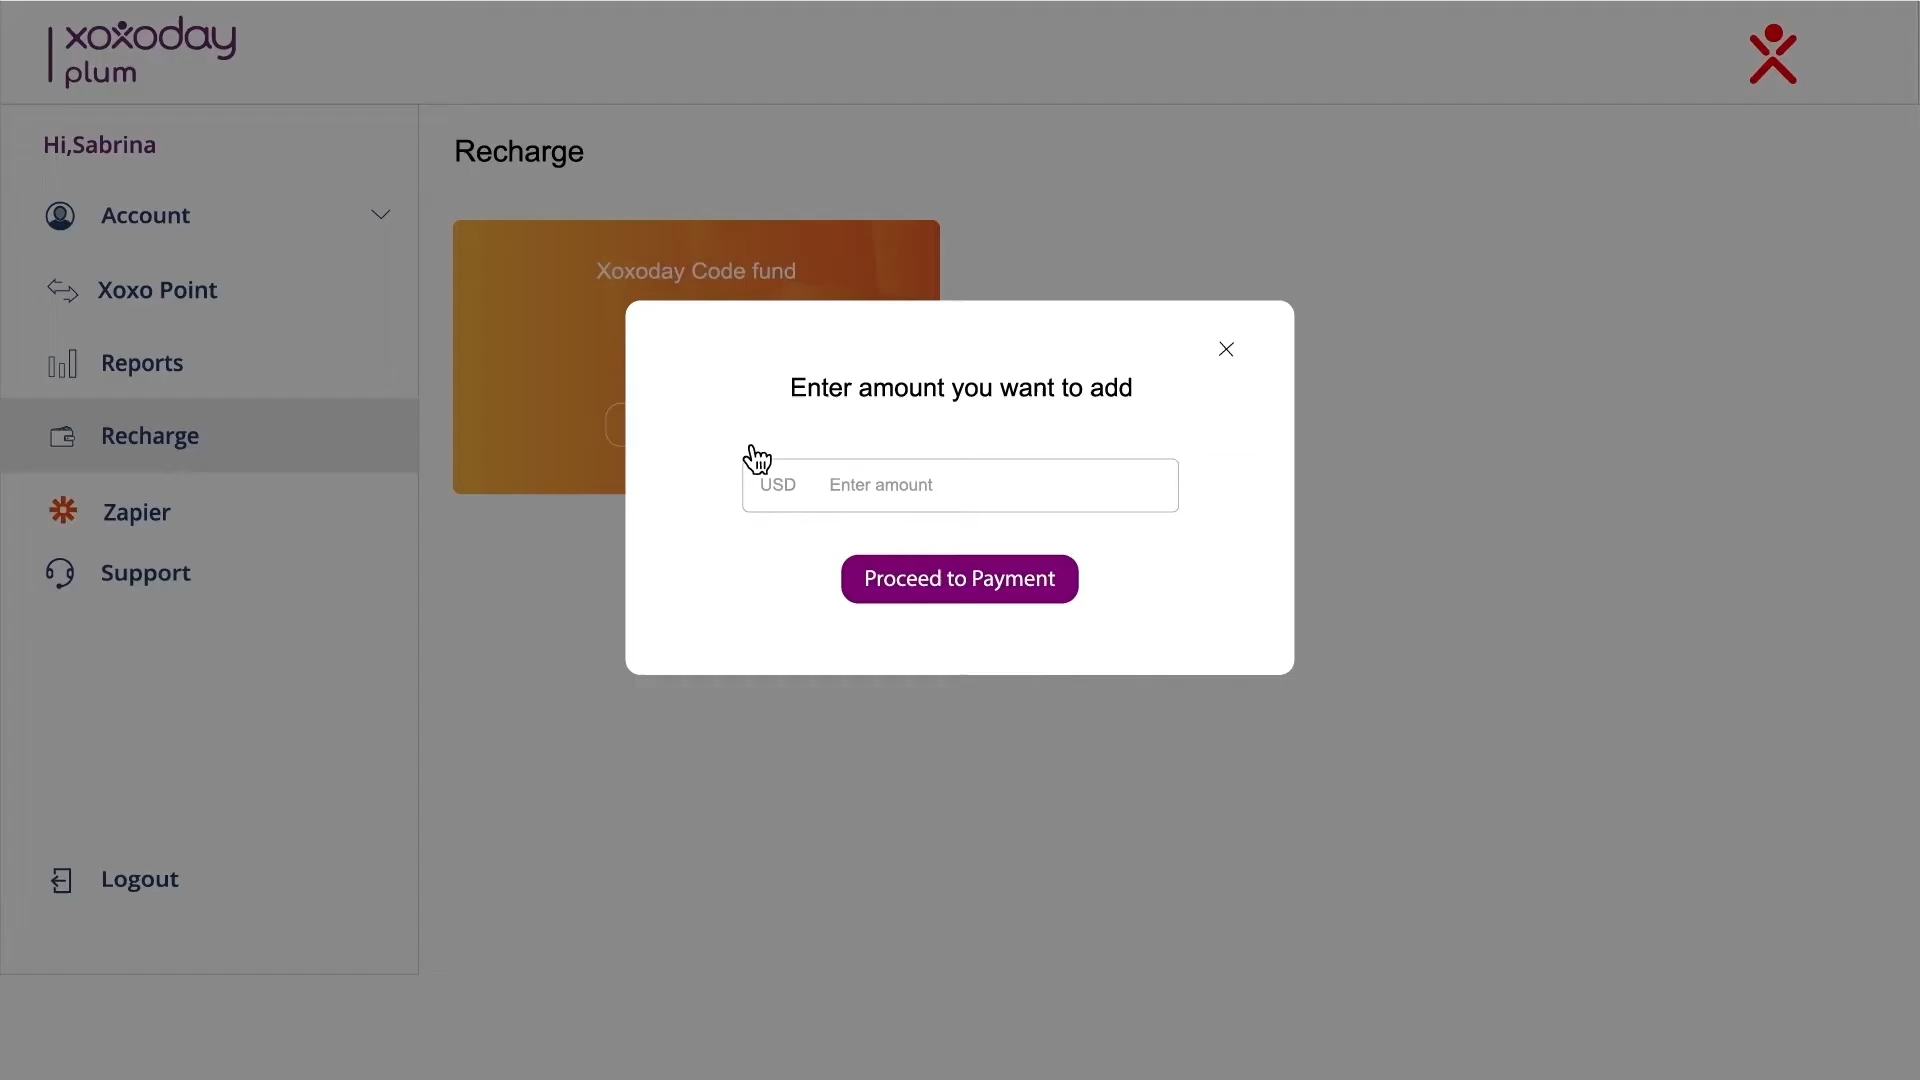 xoxoday
plum
Hi,Sabrina
Account
Xoxo Point
Reports
Recharge
Zapier
Support
Logout
Recharge
Xoxoday Code fund
Enter amount you want to add
USD Enter amount
Proceed to Payment